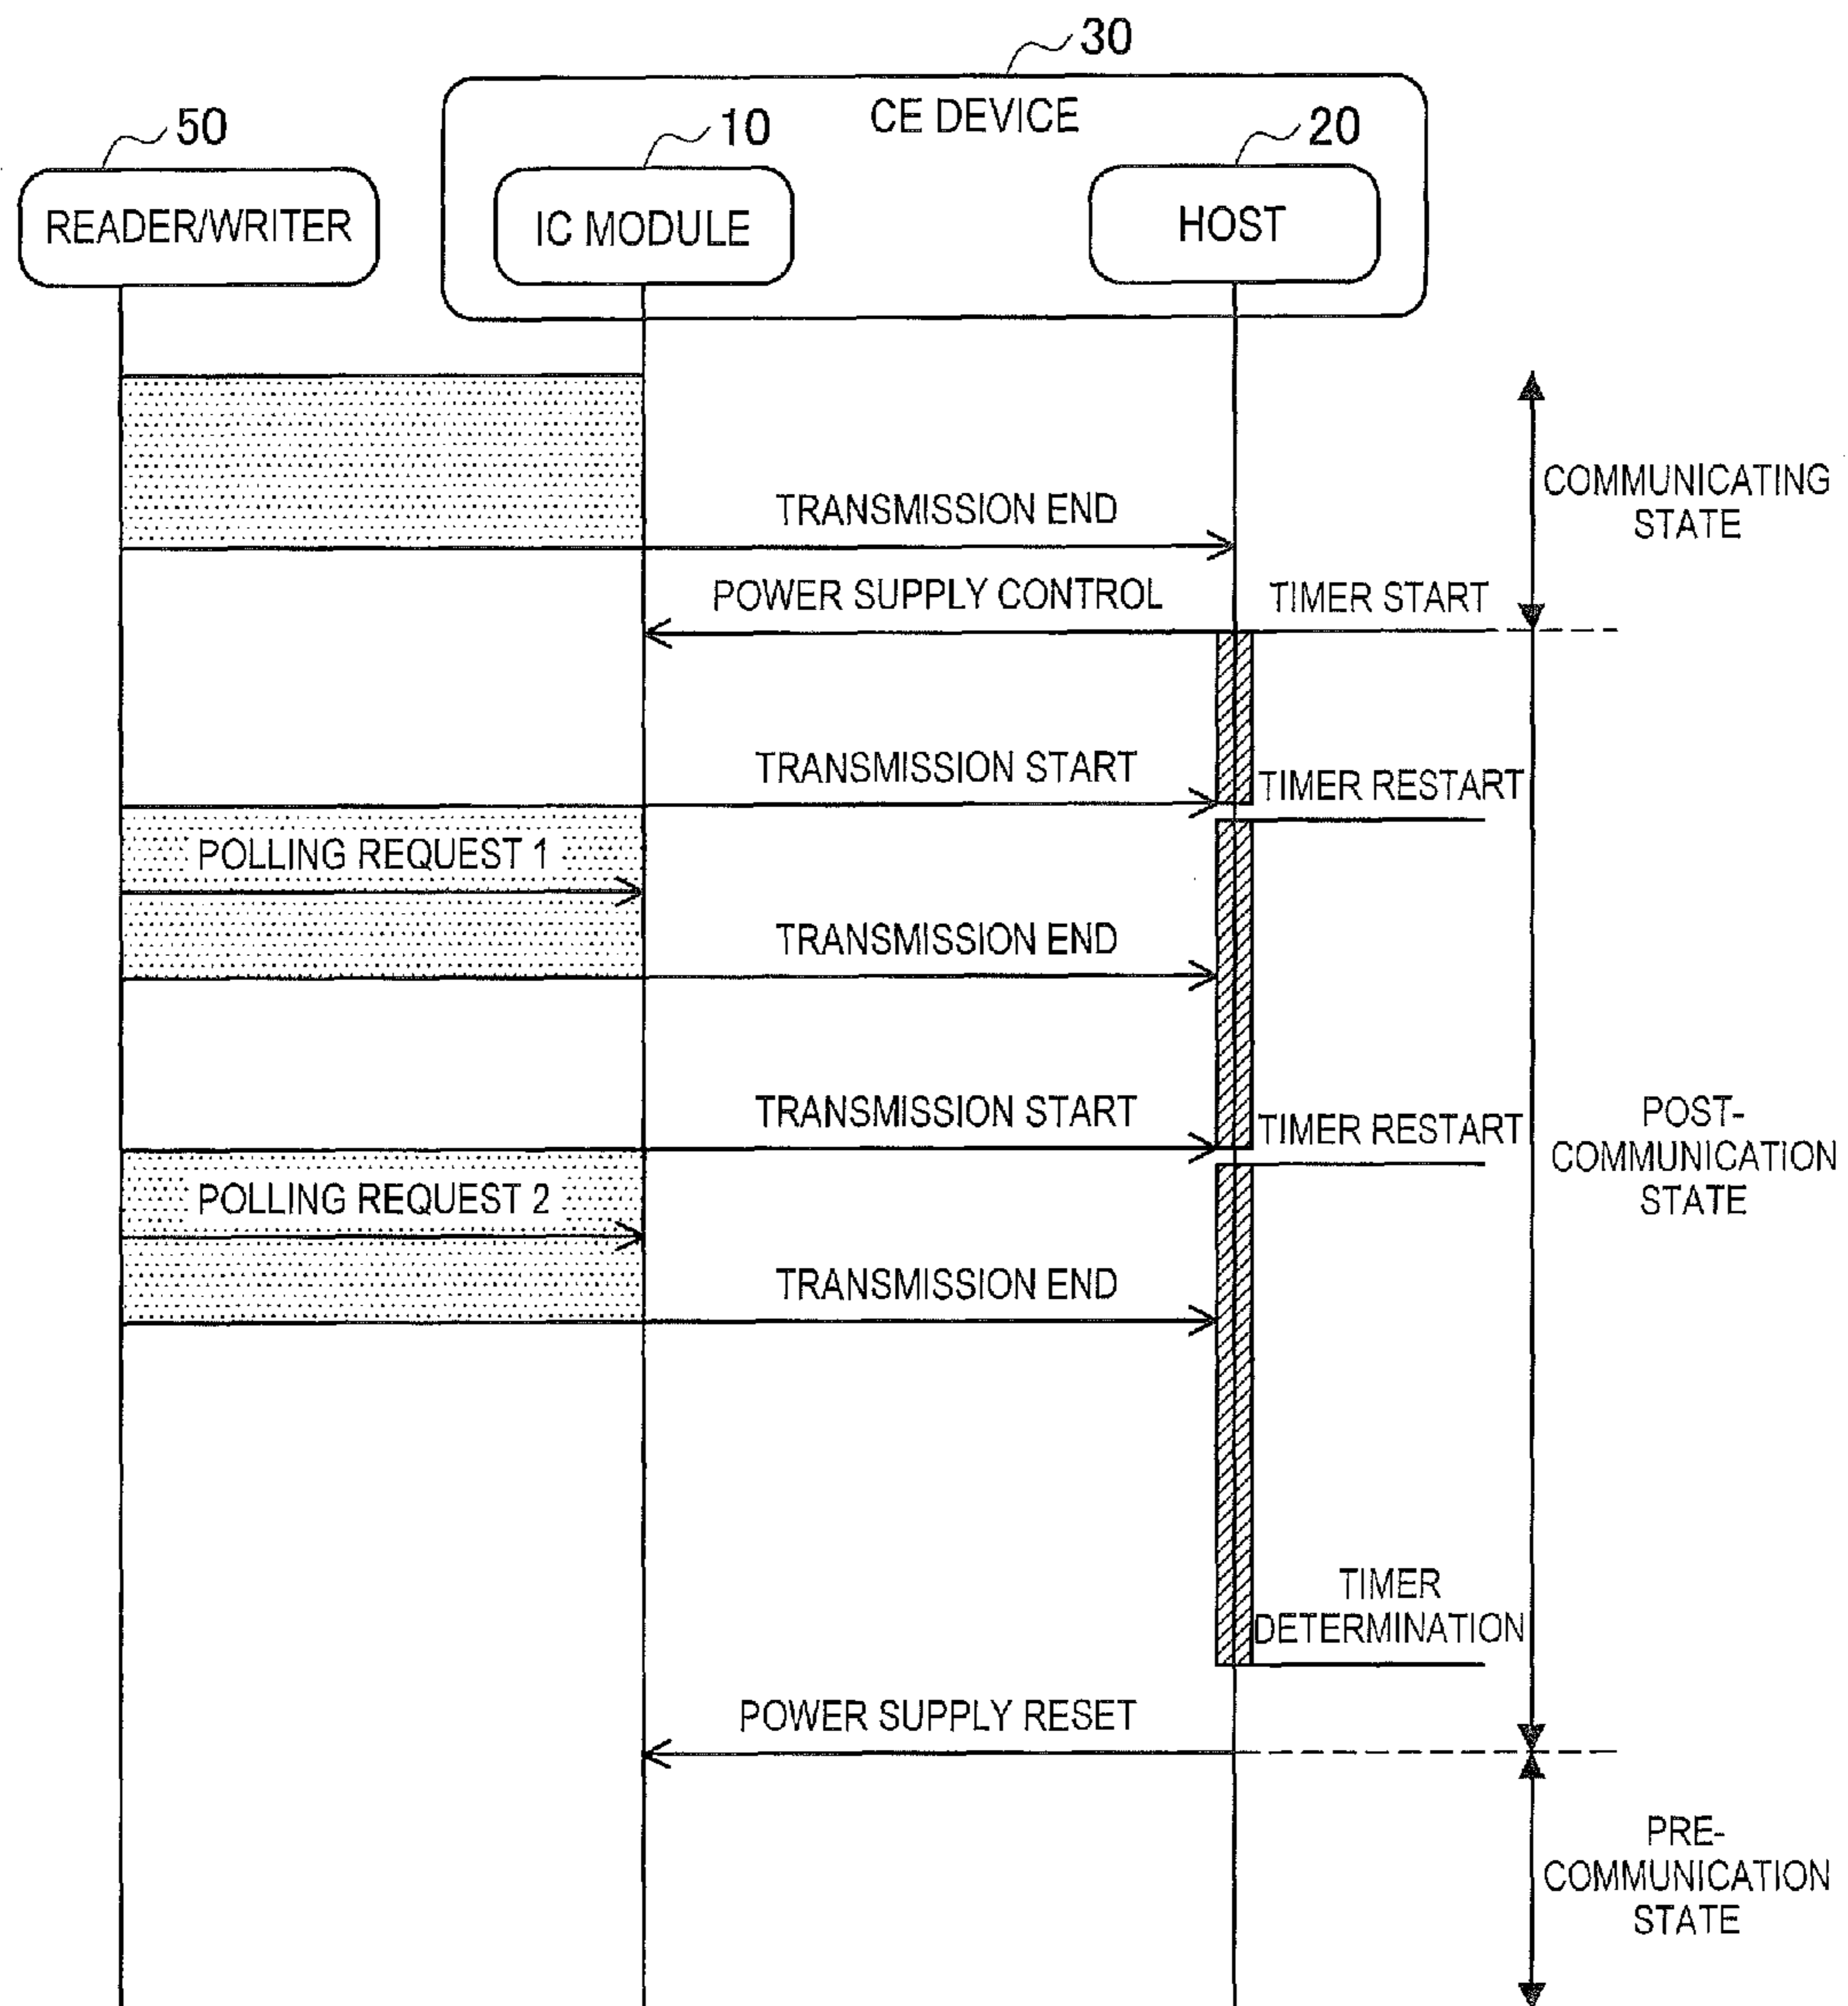 30
CE DEVICE
50
10
20
READER/WRITER
IC MODULE
HOST
COMMUNICATING
STATE
TRANSMISSION END
POWER SUPPLY CONTROL
TIMER START
TRANSMISSION START
TIMER RESTART
POLLING REQUEST 1
TRANSMISSION END
TRANSMISSION START
TIMER RESTART
POST-
COMMUNICATION
STATE
POLLING REQUEST 2
TRANSMISSION END
TIMER
DETERMINATION
POWER SUPPLY RESET
PRE-
COMMUNICATION
STATE